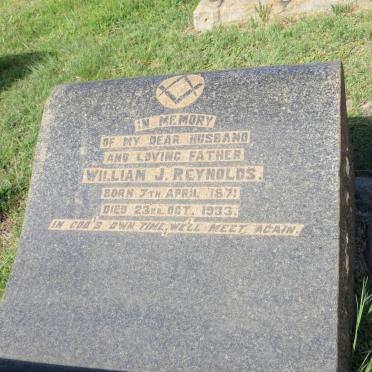 IN MEMORY
OF MY DEAR HUSBAND
AND LOVING FATHER
WILLIAM J. REYNOLDS.
BORN 7TH. APRIL 1871
DIED 23RD. OCT. 1933.
IN GOD'S OWN TIME, WE'LL MEET AGAIN.